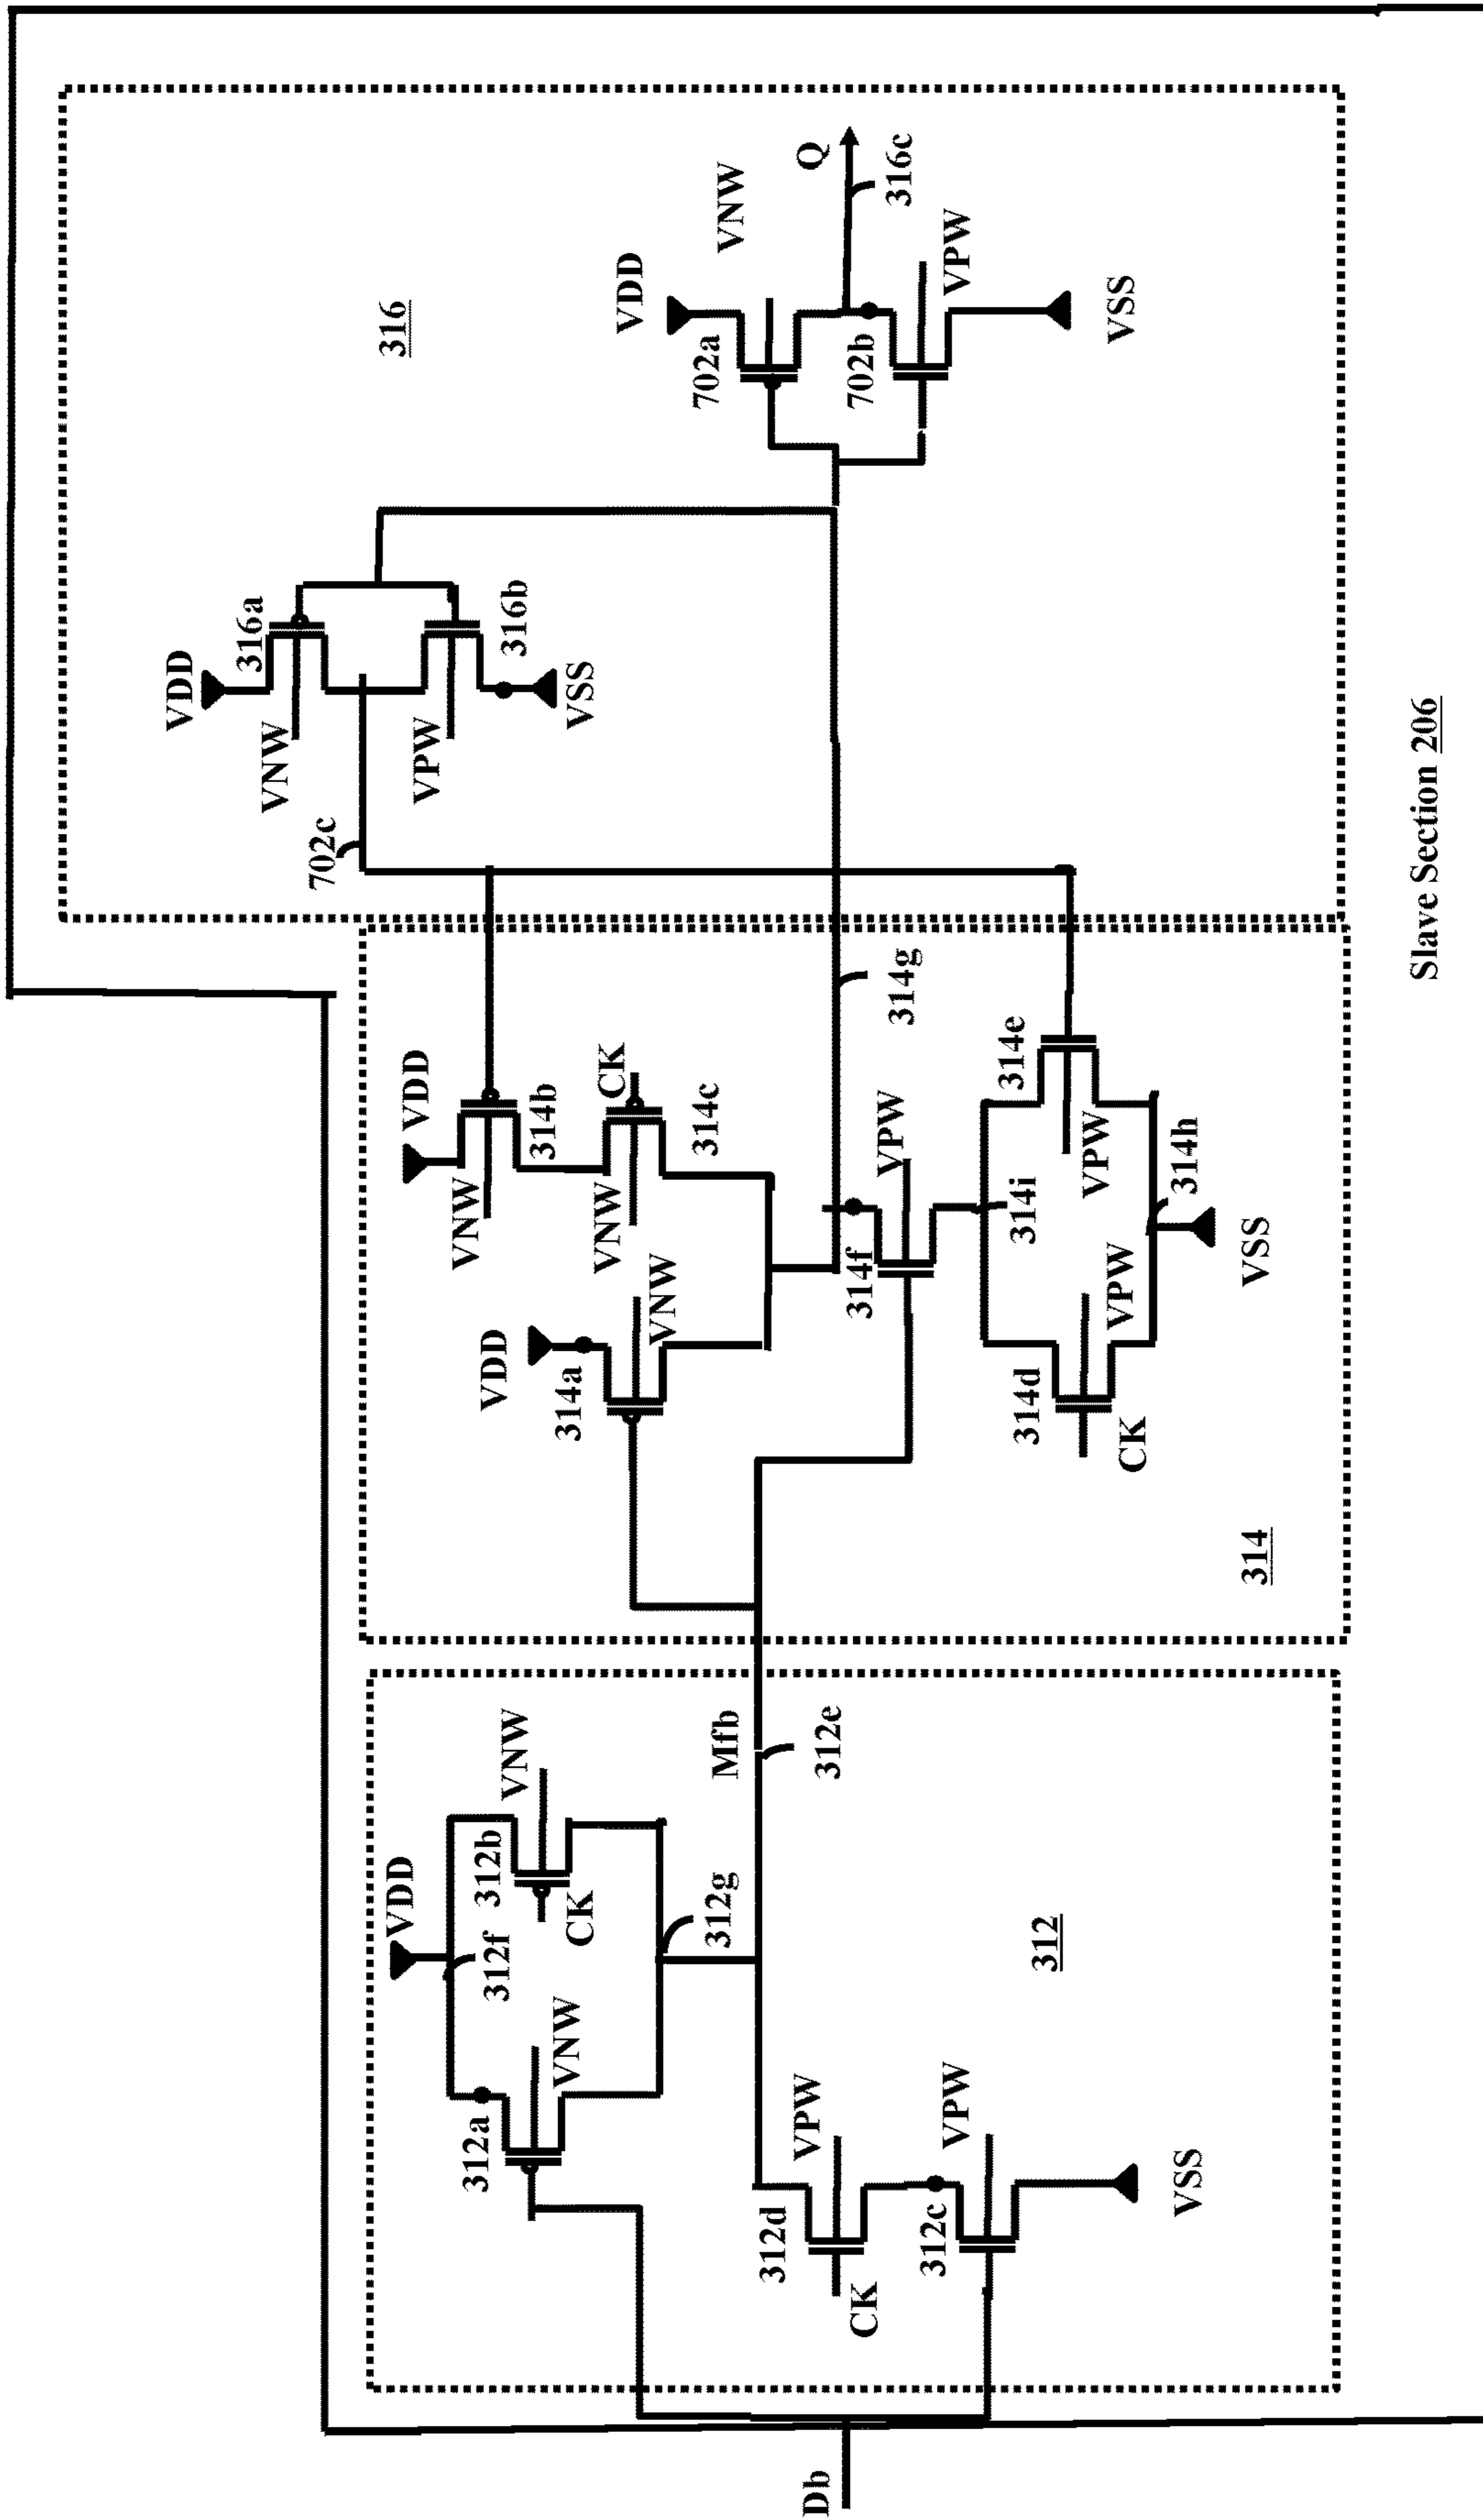 Db
312
VDD
312f
312a
VNW
312b
VNW
CK
312g
Mfb
312e
312d
VPW
CK
312c
VPW
VSS
314
VDD
314a
VNW
VDD
VNW
314b
CK
VNW
314c
314g
314f
VPW
314i
314d
VPW
CK
314e
VPW
314h
VSS
316
VDD
316a
VNW
VPW
316b
VSS
702c
VDD
702a
VNW
Q
316c
702b
VPW
VSS
Slave Section 206